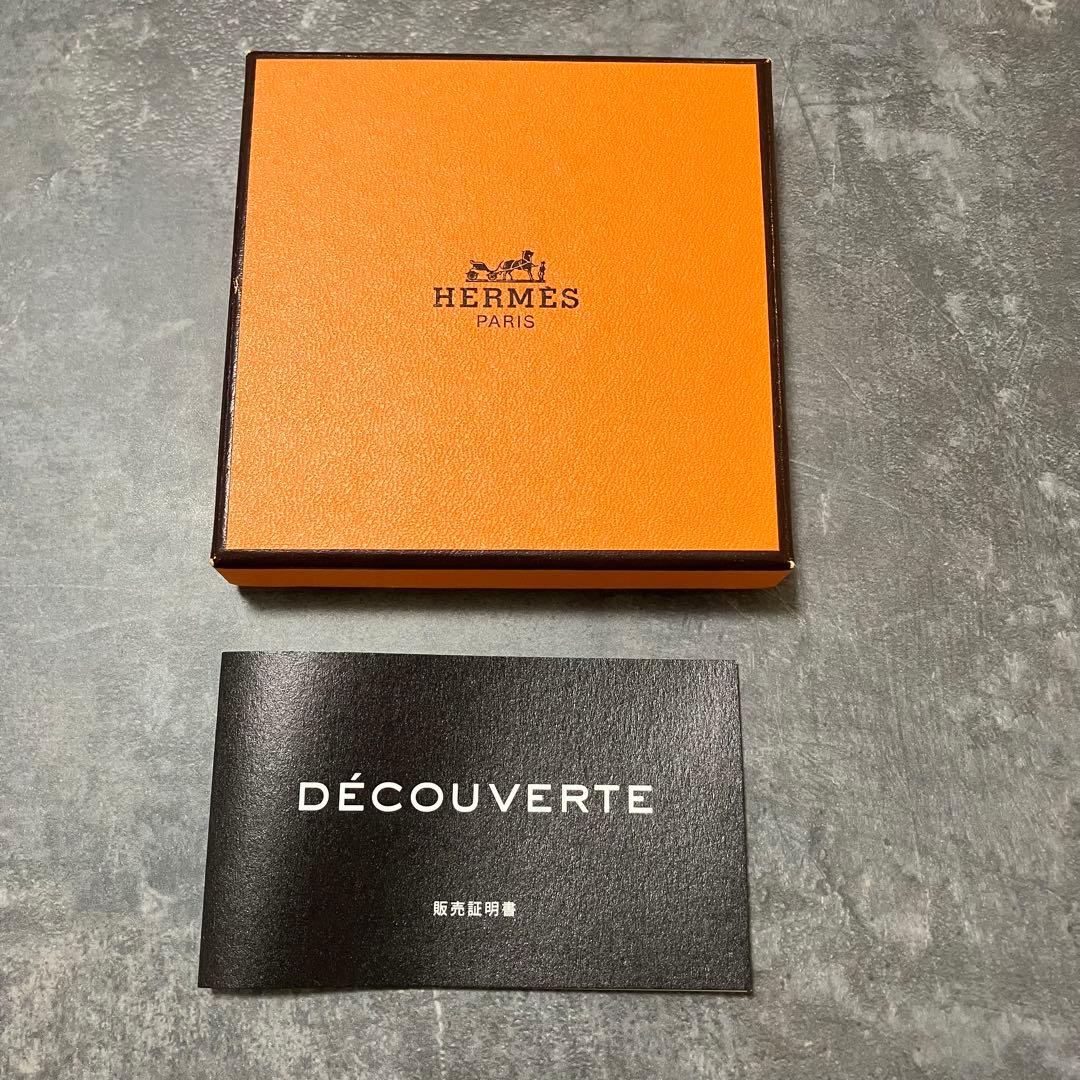 HERMÈS
PARIS
DÉCOUVERTE
販売証明書